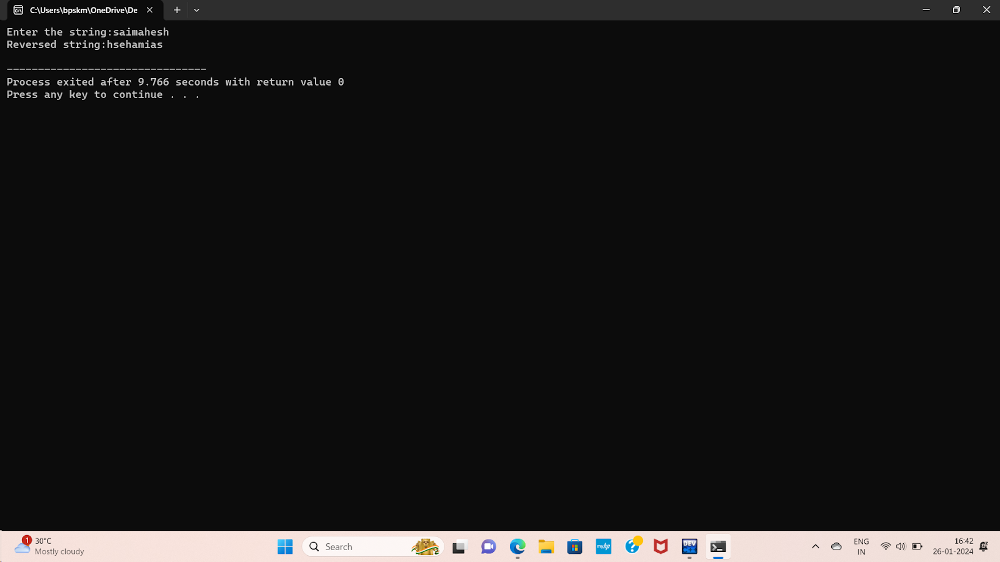 C:\Users\bpskm\OneDrive\De
Enter the string:saimahesh
Reversed string:hsehamias
--------------------------------
Process exited after 9.766 seconds with return value 0
Press any key to continue . . .
1
30°C
Mostly cloudy
Search
myhp
DEV
ENG
IN
16:42
26-01-2024